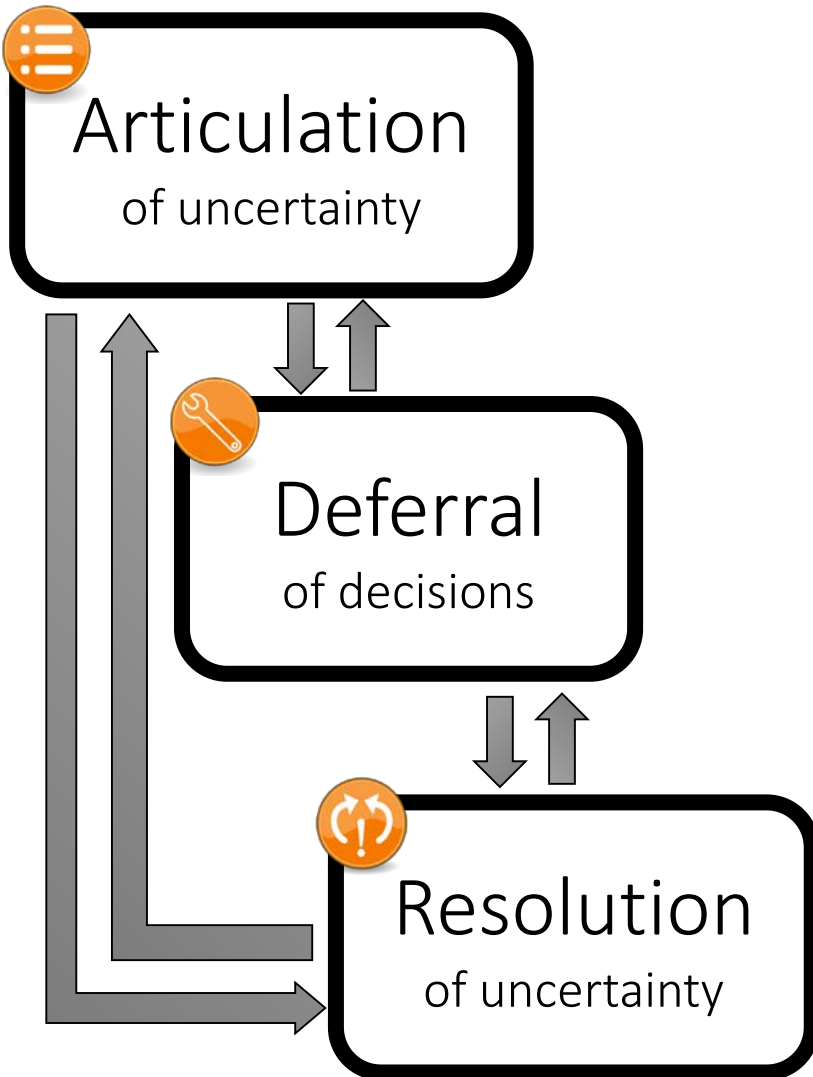 Articulation
of uncertainty
Deferral
of decisions
Resolution
of uncertainty